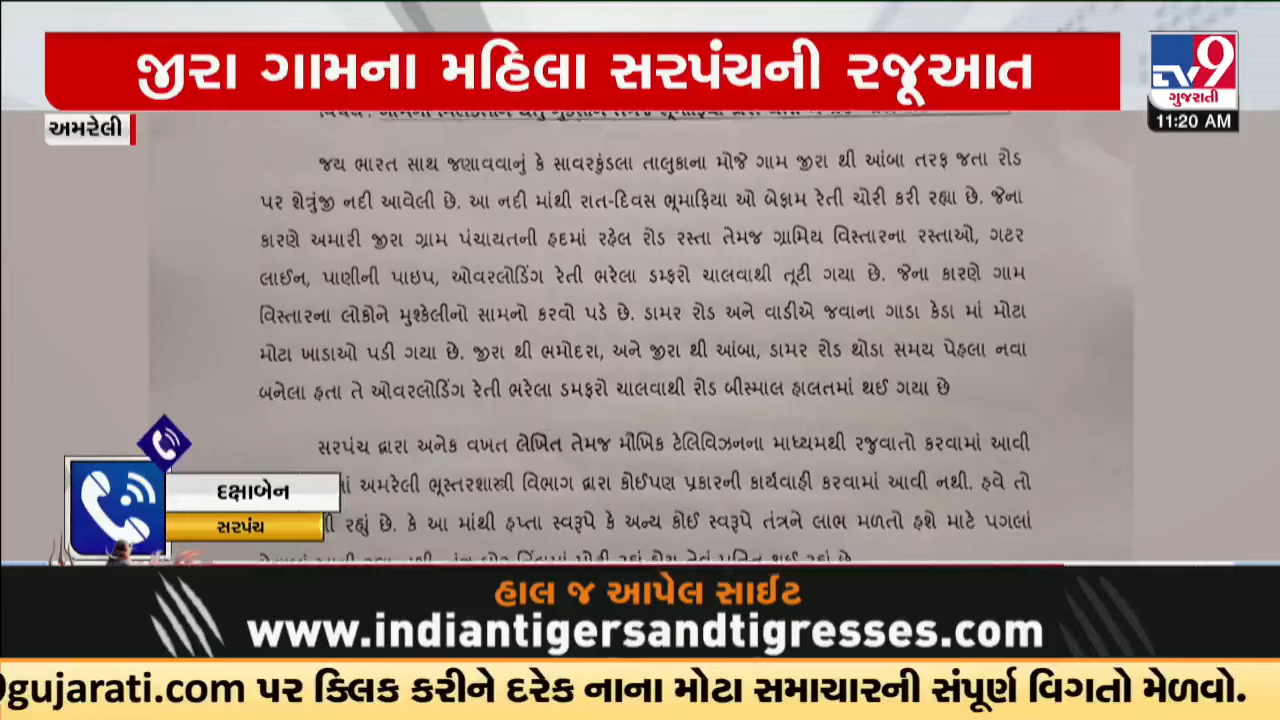 જીરા ગામના મહિલા સરપંચની રજૂઆત
TV9
ગુજરાતી
11:20 AM
અમરેલી
જય ભારત સાથ જણાવવાનું કે સાવરકુંડલા તાલુકાના મોજે ગામ જીરા થી આંબા તરફ જતા રોડ
પર શેત્રુંજી નદી આવેલી છે. આ નદી માંથી રાત-દિવસ ભૂમાફિયા ઓ બેફામ રેતી ચોરી કરી રહ્યા છે. જેના
કારણે અમારી જીરા ગ્રામ પંચાયતની હદમાં રહેલ રોડ રસ્તા તેમજ ગ્રામિય વિસ્તારના રસ્તાઓ, ગટર
લાઈન, પાણીની પાઇપ, ઓવરલોડિંગ રેતી ભરેલા ડમ્ફરો ચાલવાથી તૂટી ગયા છે. જેના કારણે ગામ
વિસ્તારના લોકોને મુશ્કેલીનો સામનો કરવો પડે છે. ડામર રોડ અને વાડીએ જવાના ગાડા કેડા માં મોટા
મોટા ખાડાઓ પડી ગયા છે. જીરા થી ભમોદરા, અને જીરા થી આંબા, ડામર રોડ થોડા સમય પેહલા નવા
બનેલા હતા તે ઓવરલોડિંગ રેતી ભરેલા ડમફરો ચાલવાથી રોડ બીસ્માલ હાલતમાં થઈ ગયા છે
સરપંચ દ્વારા અનેક વખત લેખિત તેમજ મૌખિક ટેલિવિઝનના માધ્યમથી રજુવાતો કરવામાં આવી
અમરેલી ભૂસ્તરશાસ્ત્રી વિભાગ દ્વારા કોઈપણ પ્રકારની કાર્યવાહી કરવામાં આવી નથી. હવે તો
રહ્યું છે. કે આ માંથી હપ્તા સ્વરૂપે કે અન્ય કોઈ સ્વરૂપે તંત્રને લાભ મળતો હશે માટે પગલાં
દક્ષાબેન
સરપંચ
હાલ જ આપેલ સાઈટ
www.indiantigersandtigresses.com
gujarati.com પર ક્લિક કરીને દરેક નાના મોટા સમાચારની સંપૂર્ણ વિગતો મેળવો.